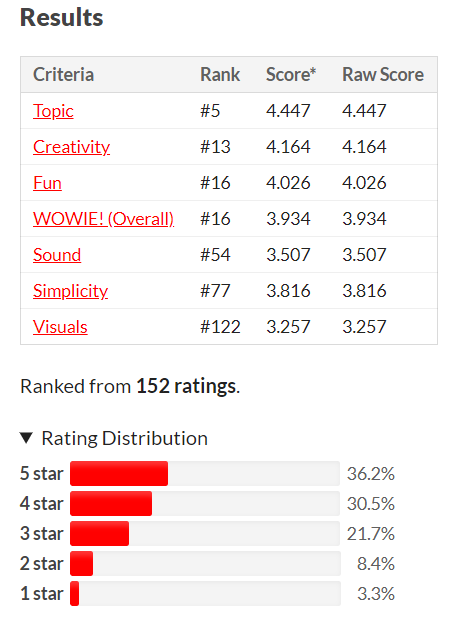 Results
Criteria Rank Score* Raw Score
Topic #5 4.447 4.447
Creativity #13 4.164 4.164
Fun #16 4.026 4.026
WOWIE! (Overall) #16 3.934 3.934
Sound #54 3.507 3.507
Simplicity #77 3.816 3.816
Visuals #122 3.257 3.257
Ranked from 152 ratings.
▼ Rating Distribution
5 star 36.2%
4 star 30.5%
3 star 21.7%
2 star 8.4%
1 star 3.3%